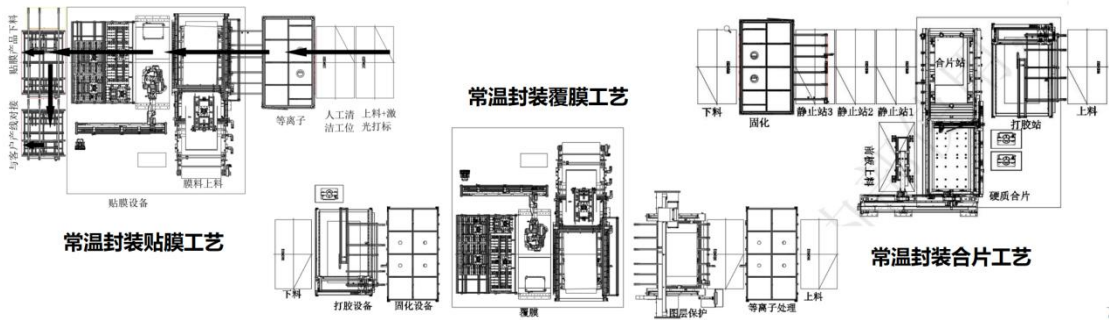 贴膜产品下料
与客户产线对接
贴膜设备
膜料上料
等离子
人工清
洁工位
上料+激
光打标
常温封装贴膜工艺
常温封装覆膜工艺
下料
打胶设备
固化设备
覆膜
图层保护
等离子处理
上料
下料
固化
静止站3
静止站2
静止站1
合片站
打胶站
上料
背板上料
硬质合片
常温封装合片工艺